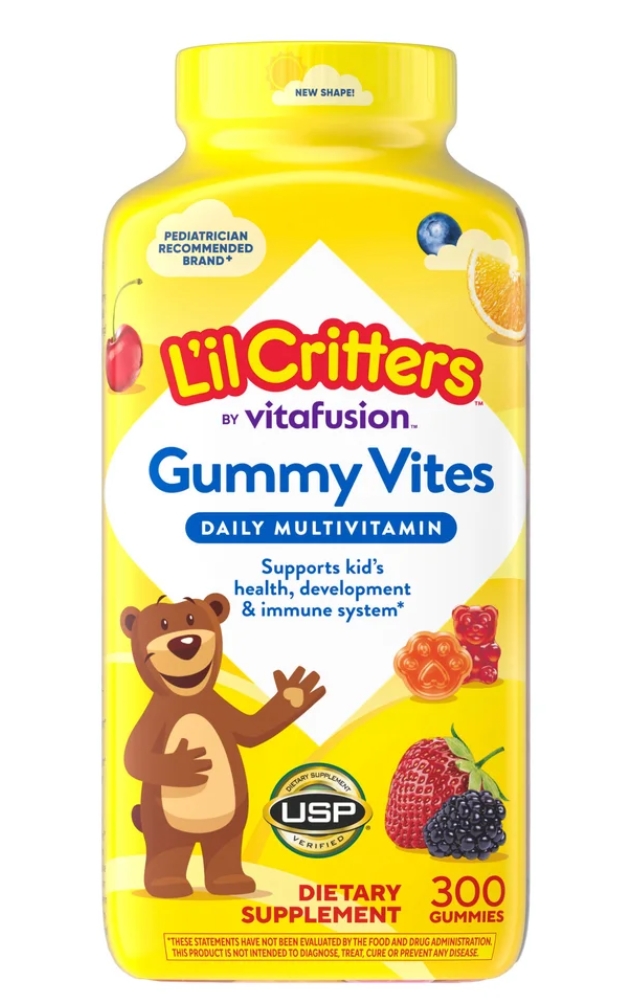 NEW SHAPE!
PEDIATRICIAN
RECOMMENDED
BRAND+
L'il Critters™
BY vitafusion™
Gummy Vites
DAILY MULTIVITAMIN
Supports kid's
health, development
& immune system*
DIETARY SUPPLEMENT
USP®
VERIFIED
DIETARY
SUPPLEMENT
300
GUMMIES
*THESE STATEMENTS HAVE NOT BEEN EVALUATED BY THE FOOD AND DRUG ADMINISTRATION.
THIS PRODUCT IS NOT INTENDED TO DIAGNOSE, TREAT, CURE OR PREVENT ANY DISEASE.